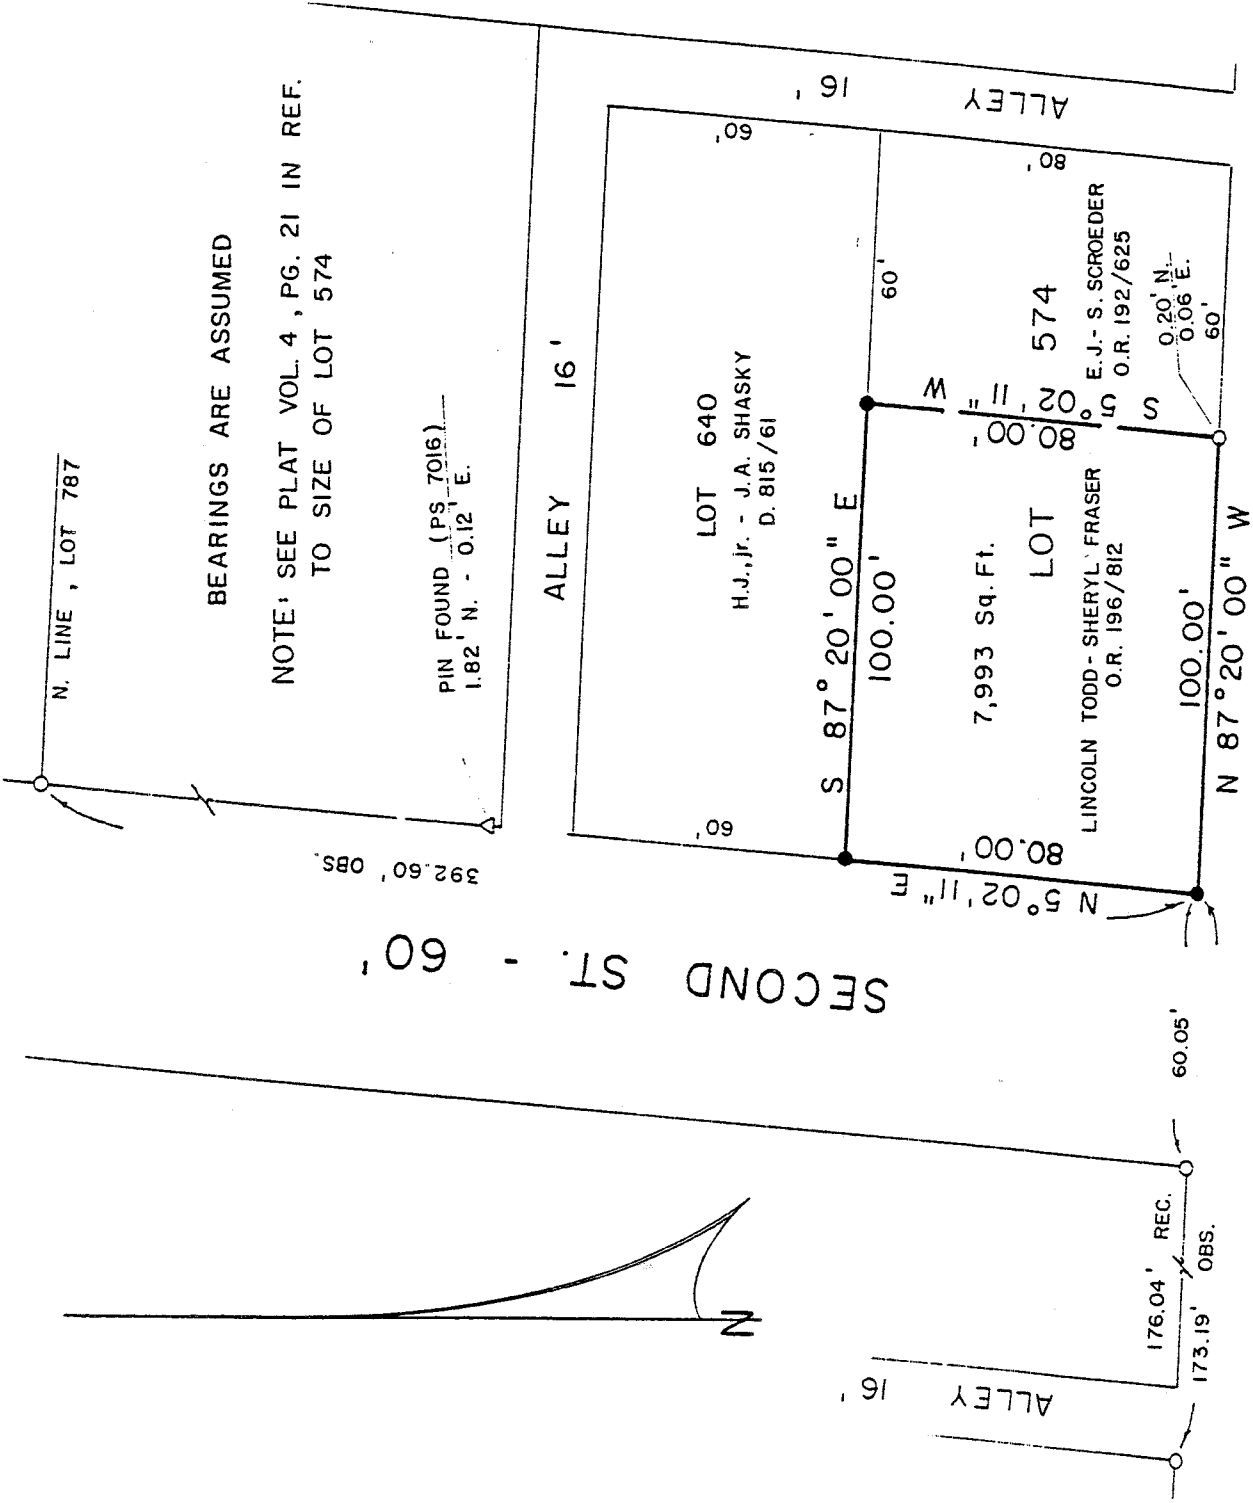 N. LINE , LOT 787
BEARINGS ARE ASSUMED
NOTE: SEE PLAT VOL. 4 , PG. 21 IN REF.
TO SIZE OF LOT 574
PIN FOUND (PS 7016)
1.82' N. - 0.12' E.
392.60' OBS.
ALLEY 16'
ALLEY 16'
60'
80'
LOT 640
H.J.,jr. - J.A. SHASKY
D. 815/61
60'
60'
S 87° 20' 00" E
100.00'
7,993 Sq. Ft.
LOT 574
LINCOLN TODD - SHERYL FRASER
O.R. 196/812
E.J. - S. SCROEDER
O.R. 192/625
0.20' N.
0.06' E.
60'
S 5° 02' 11" W
80.00'
80.00'
N 5° 02' 11" E
100.00'
N 87° 20' 00" W
SECOND ST. - 60'
60.05'
N
176.04' REC.
173.19' OBS.
ALLEY 16'